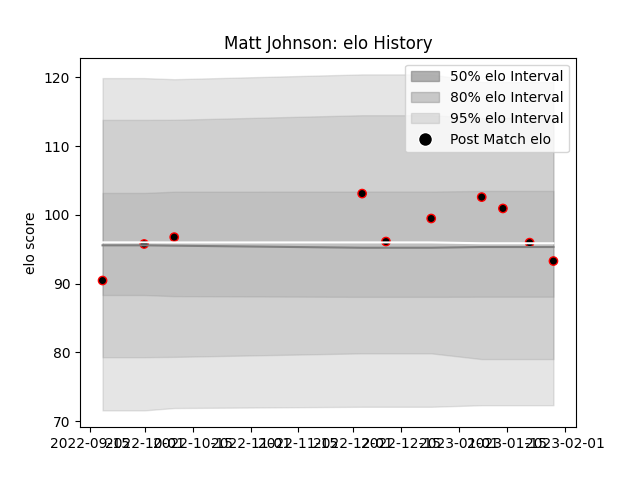 Matt Johnson: elo History
50% elo Interval
80% elo Interval
95% elo Interval
Post Match elo
elo score
120
110
100
90
80
70
2022-09-15 2022-10-01 2022-10-15 2022-11-01 2022-11-15 2022-12-01 2022-12-15 2023-01-01 2023-01-15 2023-02-01